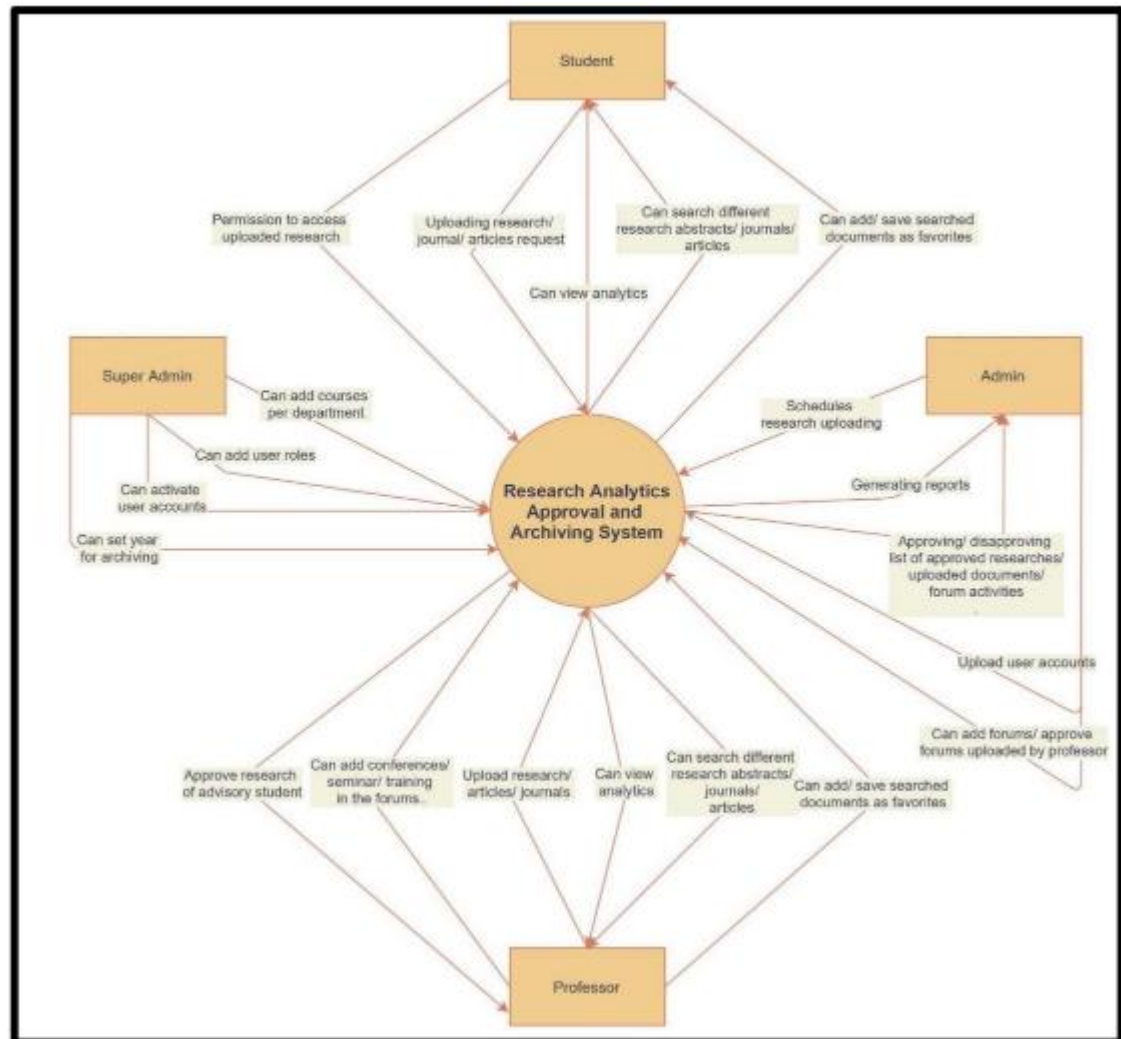 Student
Permission to access
uploaded research
Uploading research/
journal/ articles request
Can search different
research abstracts/ journals/
articles
Can add/ save searched
documents as favorites
Can view analytics
Super Admin
Admin
Can add courses
per department
Schedules
research uploading
Can add user roles
Can activate
user accounts
Generating reports
Research Analytics
Approval and
Archiving System
Can set year
for archiving
Approving/ disapproving
list of approved researches/
uploaded documents/
forum activities
.
Upload user accounts
Can add forums/ approve
forums uploaded by professor
Approve research
of advisory student
Can add conferences/
seminar/ training
in the forums.
Upload research/
articles/ journals
Can view
analytics
Can search different
research abstracts/
journals/
articles
Can add/ save searched
documents as favorites
Professor